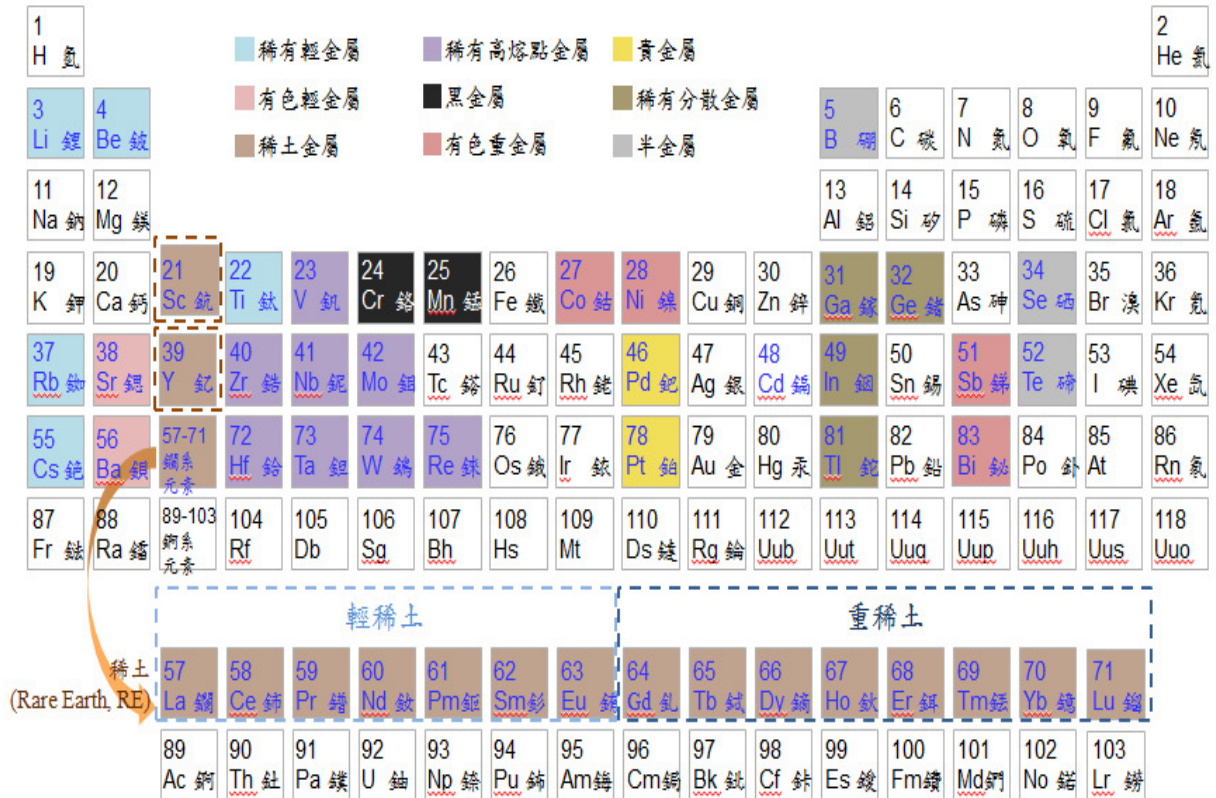 1
H 氫
2
He 氦
稀有輕金屬 稀有高熔點金屬 貴金屬
有色輕金屬 黑金屬 稀有分散金屬
稀土金屬 有色重金屬 半金屬
3 4 5 6 7 8 9 10
Li 鋰 Be 鈹 B 硼 C 碳 N 氮 O 氧 F 氟 Ne 氖
11 12 13 14 15 16 17 18
Na 鈉 Mg 鎂 Al 鋁 Si 矽 P 磷 S 硫 Cl 氯 Ar 氬
19 20 21 22 23 24 25 26 27 28 29 30 31 32 33 34 35 36
K 鉀 Ca 鈣 Sc 鈧 Ti 鈦 V 釩 Cr 鉻 Mn 錳 Fe 鐵 Co 鈷 Ni 鎳 Cu 銅 Zn 鋅 Ga 鎵 Ge 鍺 As 砷 Se 硒 Br 溴 Kr 氪
37 38 39 40 41 42 43 44 45 46 47 48 49 50 51 52 53 54
Rb 銣 Sr 鍶 Y 釔 Zr 鋯 Nb 鈮 Mo 鉬 Tc 鎝 Ru 釕 Rh 銠 Pd 鈀 Ag 銀 Cd 鎘 In 銦 Sn 錫 Sb 銻 Te 碲 I 碘 Xe 氙
55 56 57-71 72 73 74 75 76 77 78 79 80 81 82 83 84 85 86
Cs 銫 Ba 鋇 鑭系 Hf 鉿 Ta 鉭 W 鎢 Re 錸 Os 鋨 Ir 銥 Pt 鉑 Au 金 Hg 汞 Tl 鉈 Pb 鉛 Bi 鉍 Po 釙 At Rn 氡
元素
87 88 89-103 104 105 106 107 108 109 110 111 112 113 114 115 116 117 118
Fr 鍅 Ra 鐳 錒系 Rf Db Sg Bh Hs Mt Ds 鐽 Rg 錀 Uub Uut Uuq Uup Uuh Uus Uuo
元素
輕稀土 重稀土
稀土
(Rare Earth, RE)
57 58 59 60 61 62 63 64 65 66 67 68 69 70 71
La 鑭 Ce 鈰 Pr 鐠 Nd 釹 Pm 鉕 Sm 釤 Eu 銪 Gd 釓 Tb 鋱 Dy 鏑 Ho 鈥 Er 鉺 Tm 銩 Yb 鐿 Lu 鎦
89 90 91 92 93 94 95 96 97 98 99 100 101 102 103
Ac 錒 Th 釷 Pa 鏷 U 鈾 Np 錼 Pu 鈽 Am 鋂 Cm 鋦 Bk 鉳 Cf 鉲 Es 鑀 Fm 鐨 Md 鍆 No 鍩 Lr 鐒